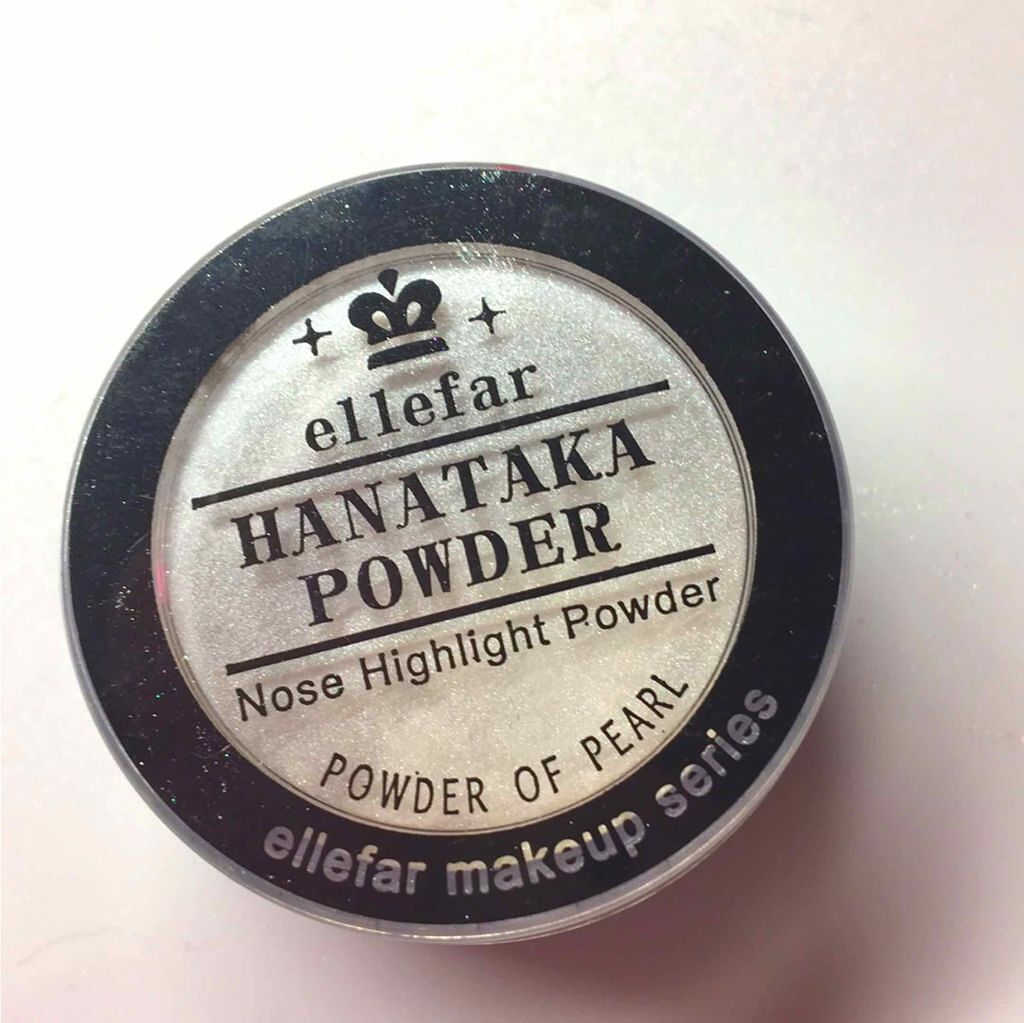 ellefar
HANATAKA
POWDER
Nose Highlight Powder
POWDER OF PEARL
ellefar makeup series